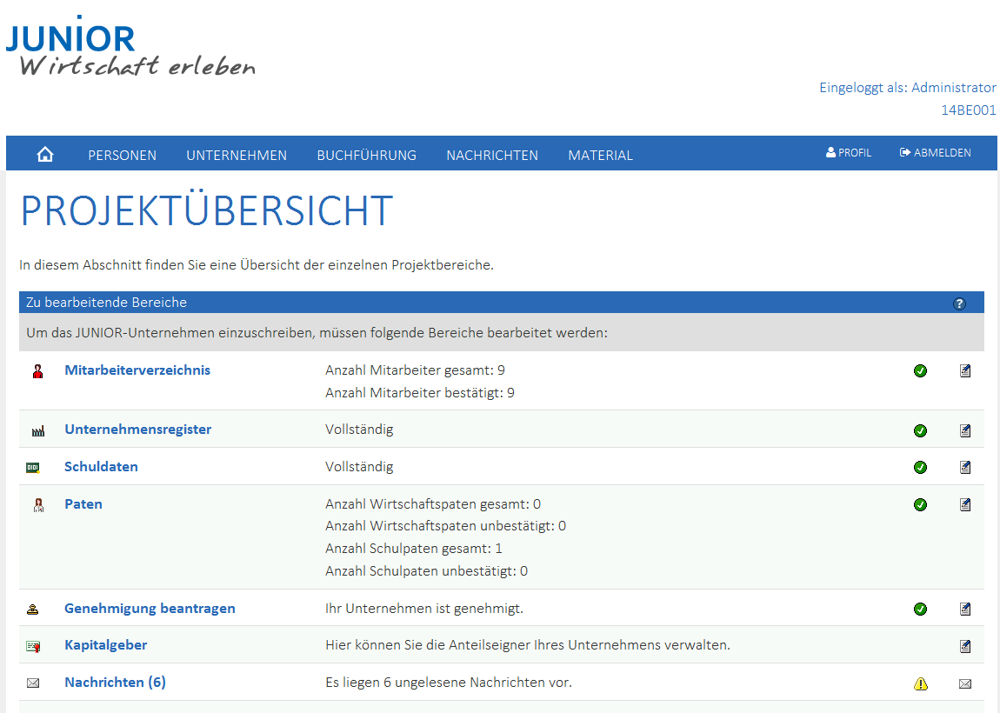 JUNIOR
Wirtschaft erleben
Eingeloggt als: Administrator
14BE001
PERSONEN UNTERNEHMEN BUCHFÜHRUNG NACHRICHTEN MATERIAL PROFIL ABMELDEN
PROJEKTÜBERSICHT
In diesem Abschnitt finden Sie eine Übersicht der einzelnen Projektbereiche.
Zu bearbeitende Bereiche ?
Um das JUNIOR-Unternehmen einzuschreiben, müssen folgende Bereiche bearbeitet werden:
Mitarbeiterverzeichnis Anzahl Mitarbeiter gesamt: 9
Anzahl Mitarbeiter bestätigt: 9
Unternehmensregister Vollständig
Schuldaten Vollständig
Paten Anzahl Wirtschaftspaten gesamt: 0
Anzahl Wirtschaftspaten unbestätigt: 0
Anzahl Schulpaten gesamt: 1
Anzahl Schulpaten unbestätigt: 0
Genehmigung beantragen Ihr Unternehmen ist genehmigt.
Kapitalgeber Hier können Sie die Anteilseigner Ihres Unternehmens verwalten.
Nachrichten (6) Es liegen 6 ungelesene Nachrichten vor.